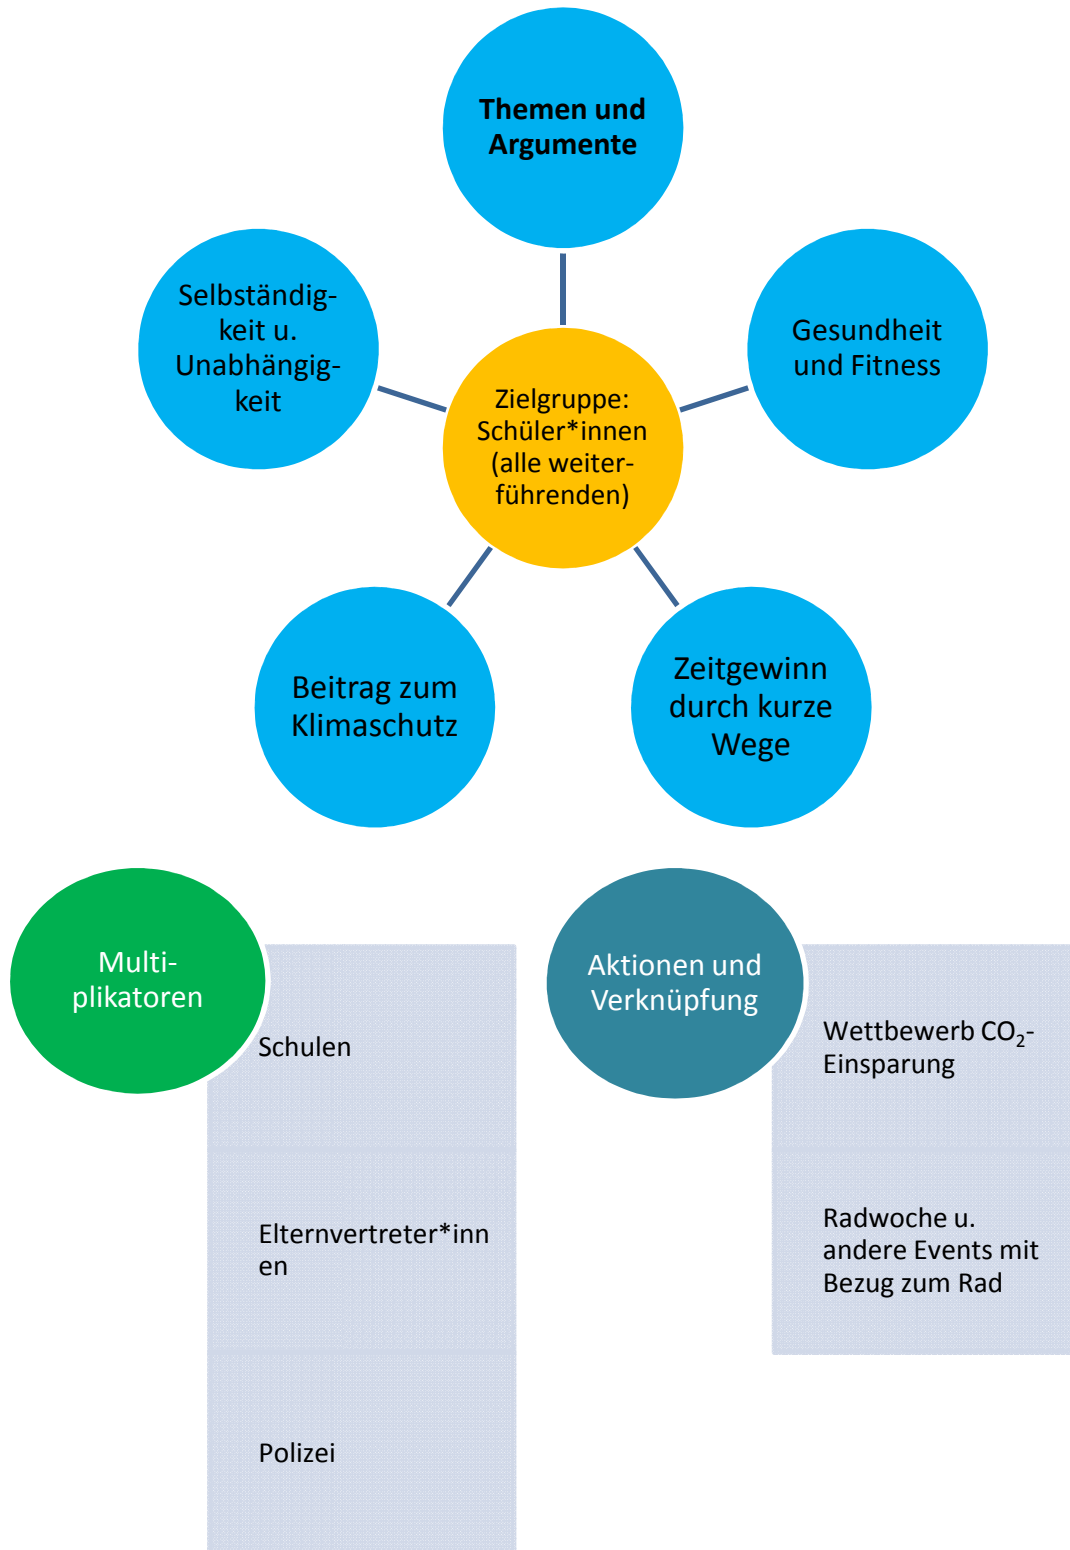 Themen und
Argumente
Selbständig-
keit u.
Unabhängig-
keit
Gesundheit
und Fitness
Zielgruppe:
Schüler*innen
(alle weiter-
führenden)
Beitrag zum
Klimaschutz
Zeitgewinn
durch kurze
Wege
Multi-
plikatoren
Schulen
Elternvertreter*inn
en
Polizei
Aktionen und
Verknüpfung
Wettbewerb CO₂-
Einsparung
Radwoche u.
andere Events mit
Bezug zum Rad